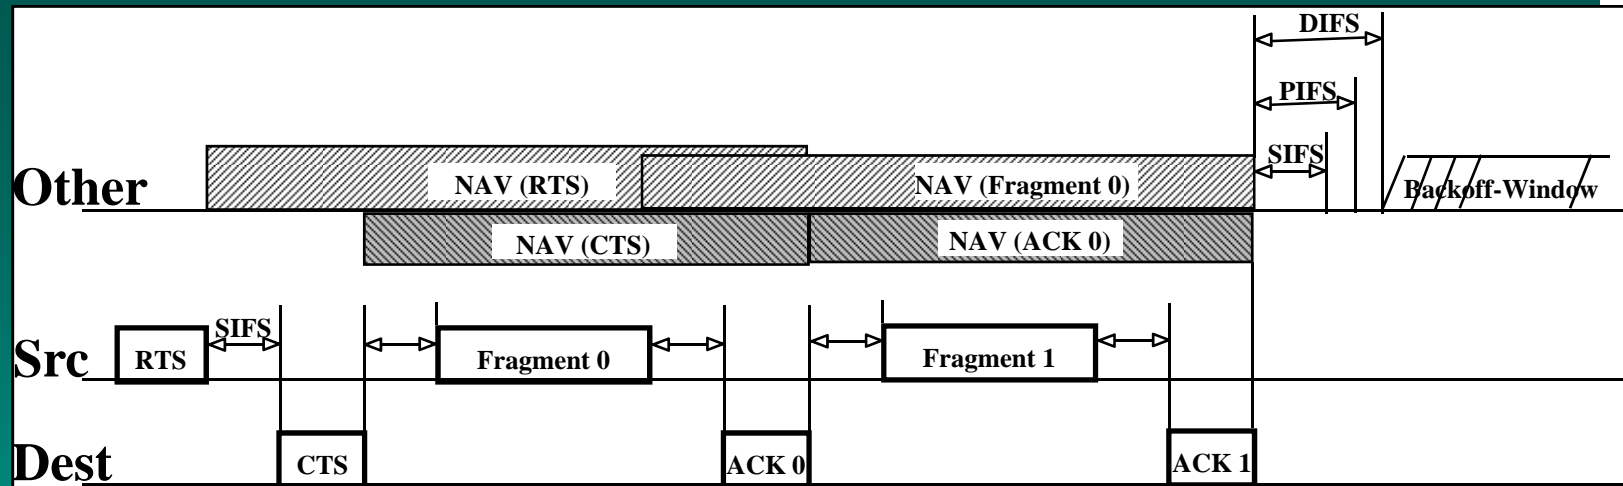 DIFS
PIFS
SIFS
Other
NAV (RTS)
NAV (Fragment 0)
Backoff-Window
NAV (CTS)
NAV (ACK 0)
SIFS
Src
RTS
Fragment 0
Fragment 1
Dest
CTS
ACK 0
ACK 1